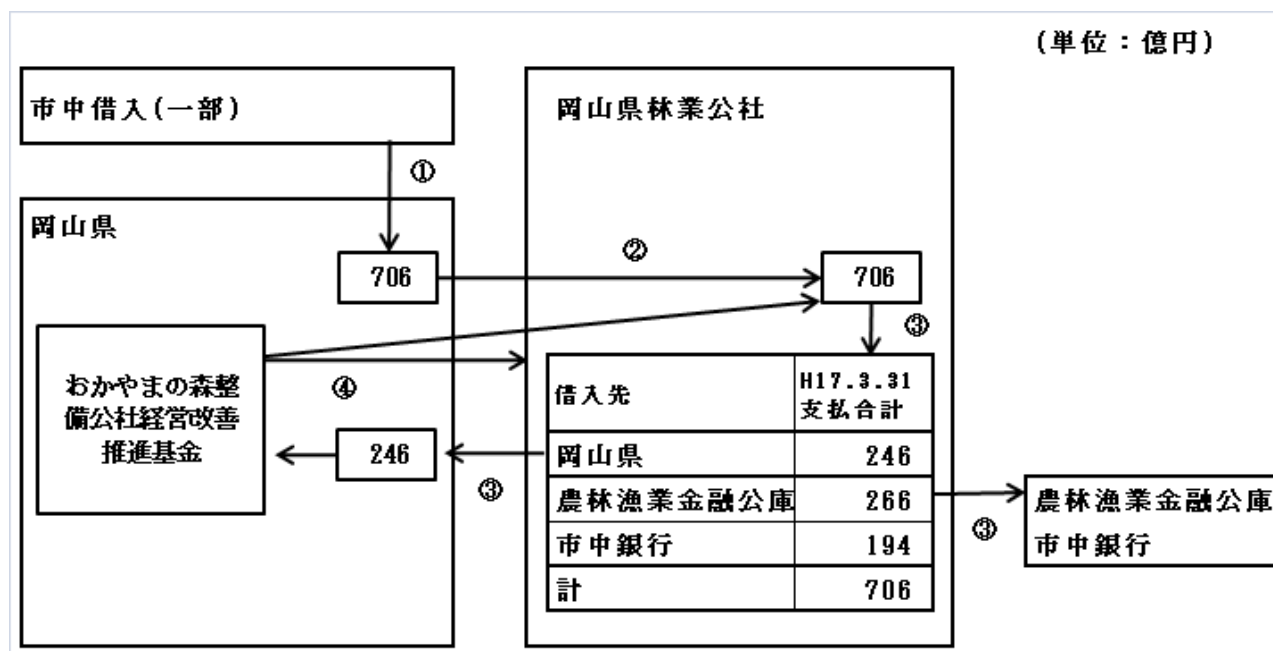 (単位：億円)
市中借入(一部)
岡山県林業公社
①
岡山県
②
706
706
③
おかやまの森整
備公社経営改善
推進基金
④
借入先
H17.3.31
支払合計
246
③
岡山県 246
農林漁業金融公庫 266
市中銀行 194
計 706
③
農林漁業金融公庫
市中銀行